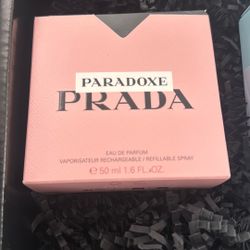 PARADOXE
PRADA
EAU DE PARFUM
VAPORISATEUR RECHARGEABLE / REFILLABLE SPRAY
℮ 50 ml 1.6 FL.OZ.